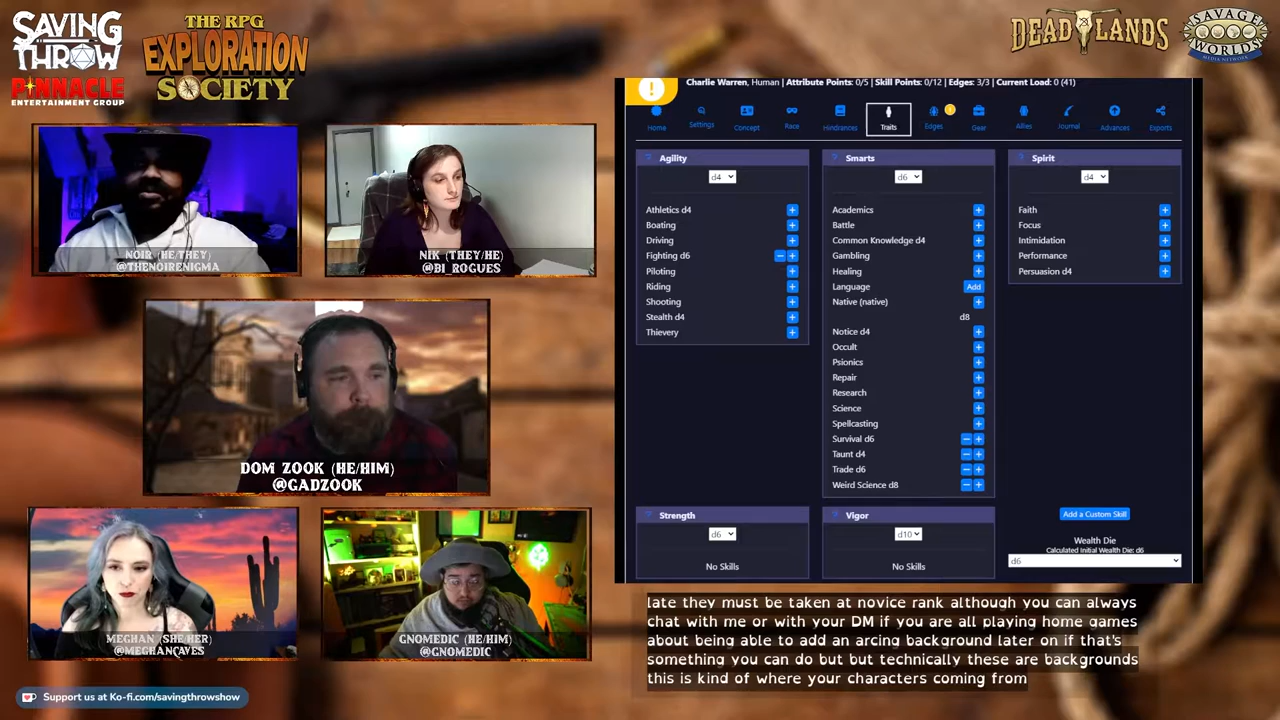 SAVING
THROW
PINNACLE
ENTERTAINMENT GROUP
THE RPG
EXPLORATION
SOCIETY
DEADLANDS
SAVAGE
WORLDS
MEDIA NETWORK
NOIR (HE/THEY)
@THENOIRENIGMA
NIK (THEY/HE)
@BI_ROGUES
DOM ZOOK (HE/HIM)
@GADZOOK
MEGHAN (SHE/HER)
@MEGHANCAVES
GNOMEDIC (HE/HIM)
@GNOMEDIC
Support us at Ko-fi.com/savingthrowshow
Charlie Warren, Human | Attribute Points: 0/5 | Skill Points: 0/12 | Edges: 3/3 | Current Load: 0 (41)
Home Settings Concept Race Hindrances Traits Edges Gear Allies Journal Advances Exports
Agility
d4
Athletics d4
Boating
Driving
Fighting d6
Piloting
Riding
Shooting
Stealth d4
Thievery
Smarts
d6
Academics
Battle
Common Knowledge d4
Gambling
Healing
Language Add
Native (native)
d8
Notice d4
Occult
Psionics
Repair
Research
Science
Spellcasting
Survival d6
Taunt d4
Trade d6
Weird Science d8
Spirit
d4
Faith
Focus
Intimidation
Performance
Persuasion d4
Strength
d6
No Skills
Vigor
d10
No Skills
Add a Custom Skill
Wealth Die
Calculated Initial Wealth Die: d6
d6
late they must be taken at novice rank although you can always
chat with me or with your DM if you are all playing home games
about being able to add an arcing background later on if that's
something you can do but but technically these are backgrounds
this is kind of where your characters coming from